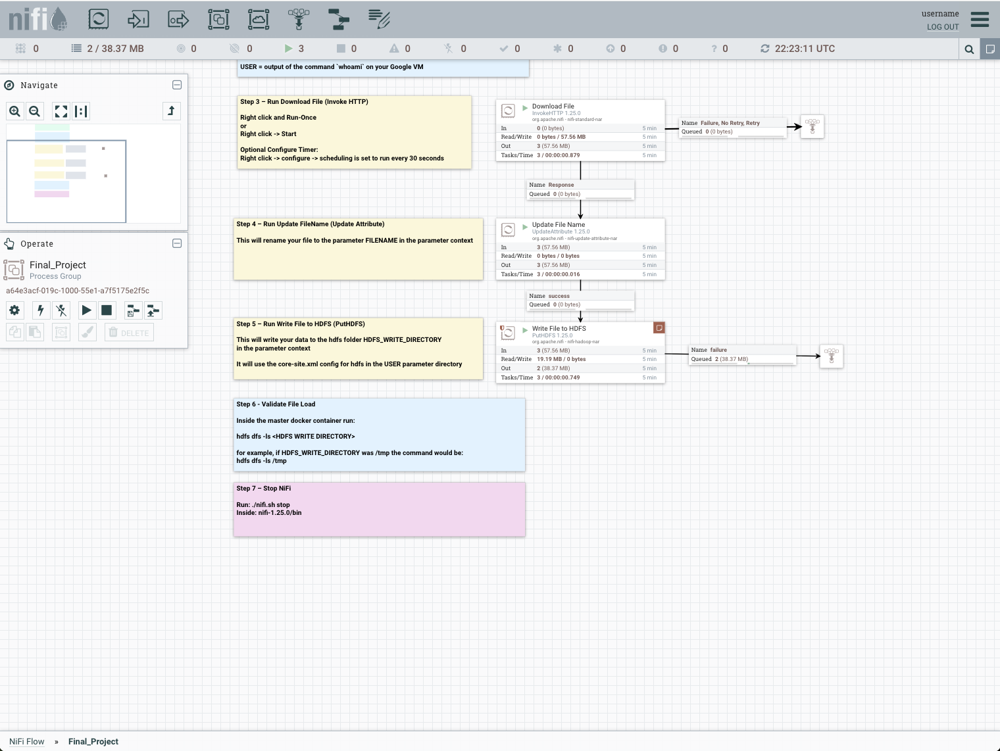 nifi
username
LOG OUT
0
2 / 38.37 MB
0
0
3
0
0
0
0
0
0
0
? 0
22:23:11 UTC
USER = output of the command `whoami` on your Google VM
Navigate
Operate
Final_Project
Process Group
a64e3acf-019c-1000-55e1-a7f5175e2f5c
DELETE
Step 3 – Run Download File (Invoke HTTP)
Right click and Run-Once
or
Right click -> Start
Optional Configure Timer:
Right click -> configure -> scheduling is set to run every 30 seconds
Download File
InvokeHTTP 1.25.0
org.apache.nifi - nifi-standard-nar
In 0 (0 bytes) 5 min
Read/Write 0 bytes / 57.56 MB 5 min
Out 3 (57.56 MB) 5 min
Tasks/Time 3 / 00:00:00.879 5 min
Name Failure, No Retry, Retry
Queued 0 (0 bytes)
Name Response
Queued 0 (0 bytes)
Step 4 – Run Update FileName (Update Attribute)
This will rename your file to the parameter FILENAME in the parameter context
Update File Name
UpdateAttribute 1.25.0
org.apache.nifi - nifi-update-attribute-nar
In 3 (57.56 MB) 5 min
Read/Write 0 bytes / 0 bytes 5 min
Out 3 (57.56 MB) 5 min
Tasks/Time 3 / 00:00:00.016 5 min
Name success
Queued 0 (0 bytes)
Step 5 – Run Write File to HDFS (PutHDFS)
This will write your data to the hdfs folder HDFS_WRITE_DIRECTORY
in the parameter context
It will use the core-site.xml config for hdfs in the USER parameter directory
Write File to HDFS
PutHDFS 1.25.0
org.apache.nifi - nifi-hadoop-nar
In 3 (57.56 MB) 5 min
Read/Write 19.19 MB / 0 bytes 5 min
Out 2 (38.37 MB) 5 min
Tasks/Time 3 / 00:00:00.749 5 min
Name failure
Queued 2 (38.37 MB)
Step 6 - Validate File Load
Inside the master docker container run:
hdfs dfs -ls <HDFS WRITE DIRECTORY>
for example, if HDFS_WRITE_DIRECTORY was /tmp the command would be:
hdfs dfs -ls /tmp
Step 7 – Stop NiFi
Run: ./nifi.sh stop
Inside: nifi-1.25.0/bin
NiFi Flow » Final_Project